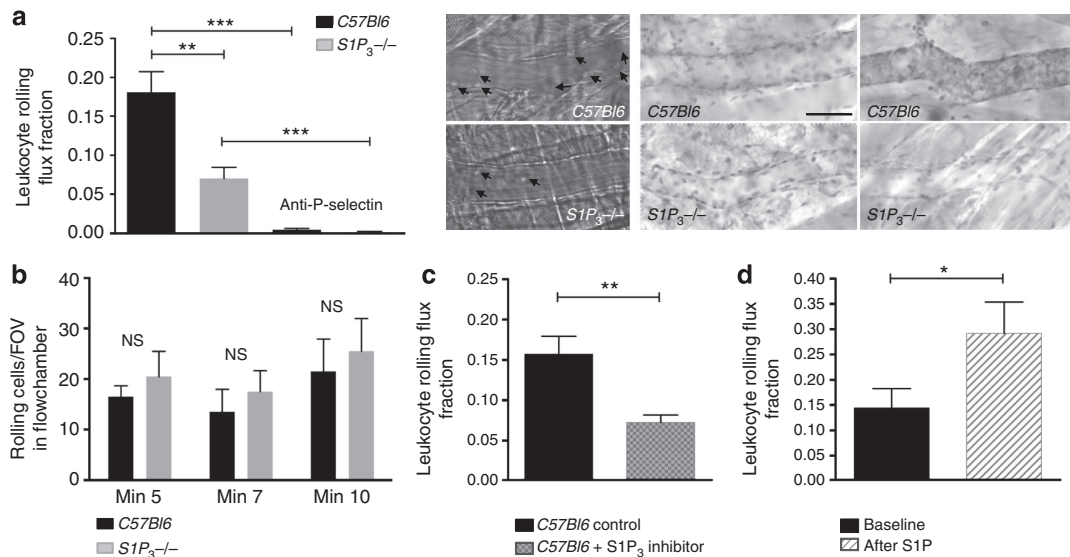 a
C57Bl6
S1P3–/–
***
**
***
Anti-P-selectin
Leukocyte rolling
flux fraction
0.25
0.20
0.15
0.10
0.05
0.00
C57Bl6
C57Bl6
C57Bl6
S1P3–/–
S1P3–/–
S1P3–/–
b
Rolling cells/FOV
in flowchamber
40
30
20
10
0
NS
NS
NS
Min 5
Min 7
Min 10
C57Bl6
S1P3–/–
c
Leukocyte rolling flux
fraction
0.25
0.20
0.15
0.10
0.05
0.00
**
C57Bl6 control
C57Bl6 + S1P3 inhibitor
d
Leukocyte rolling flux
fraction
0.40
0.35
0.30
0.25
0.20
0.15
0.10
0.05
0.00
*
Baseline
After S1P